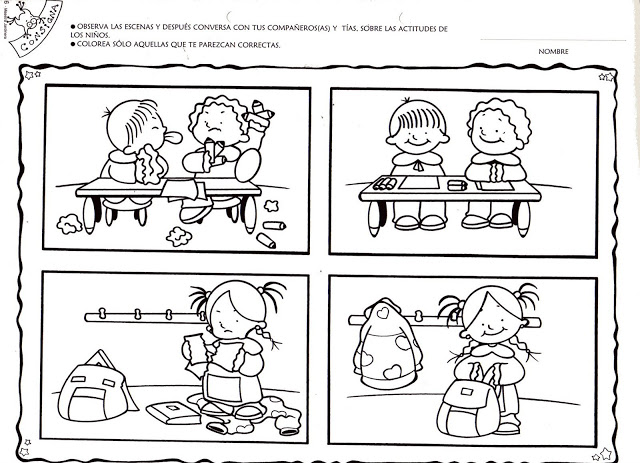 CONSIGNA
● OBSERVA LAS ESCENAS Y DESPUÉS CONVERSA CON TUS COMPAÑEROS(AS) Y TÍAS, SOBRE LAS ACTITUDES DE
LOS NIÑOS.
● COLOREA SÓLO AQUELLAS QUE TE PAREZCAN CORRECTAS.
NOMBRE